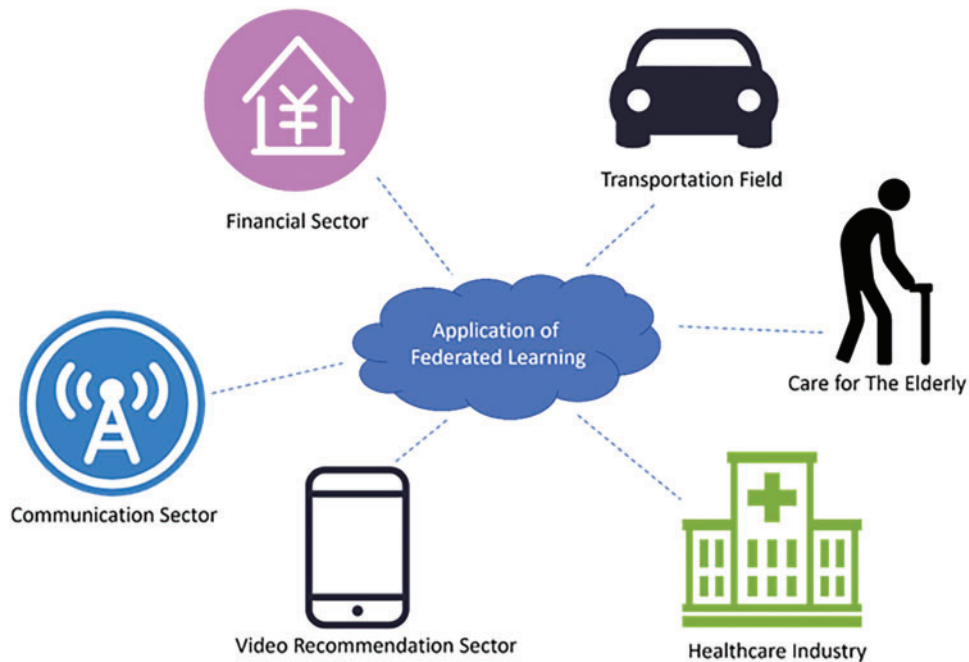 ¥
Financial Sector
Transportation Field
Application of
Federated Learning
Care for The Elderly
Communication Sector
Video Recommendation Sector
Healthcare Industry